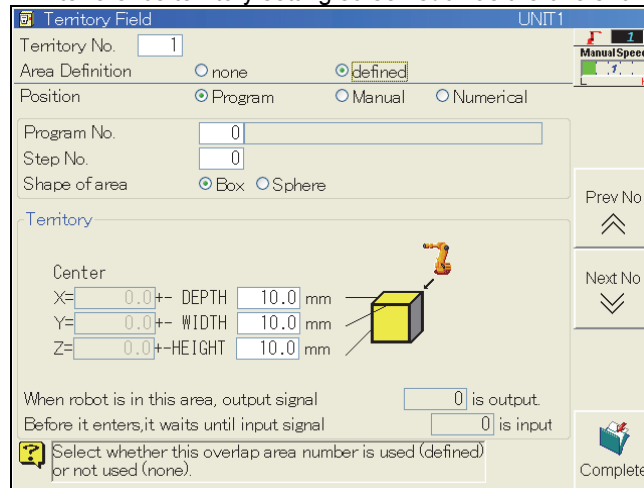 Territory Field UNIT1
Territory No. 1
1
Manual Speed
1
Area Definition none defined
Position Program Manual Numerical
Program No. 0
Step No. 0
Shape of area Box Sphere
Prev No
Territory
Center
X= 0.0+- DEPTH 10.0 mm
Y= 0.0+- WIDTH 10.0 mm
Z= 0.0+-HEIGHT 10.0 mm
Next No
When robot is in this area, output signal 0 is output.
Before it enters,it waits until input signal 0 is input
Select whether this overlap area number is used (defined)
or not used (none).
Complete